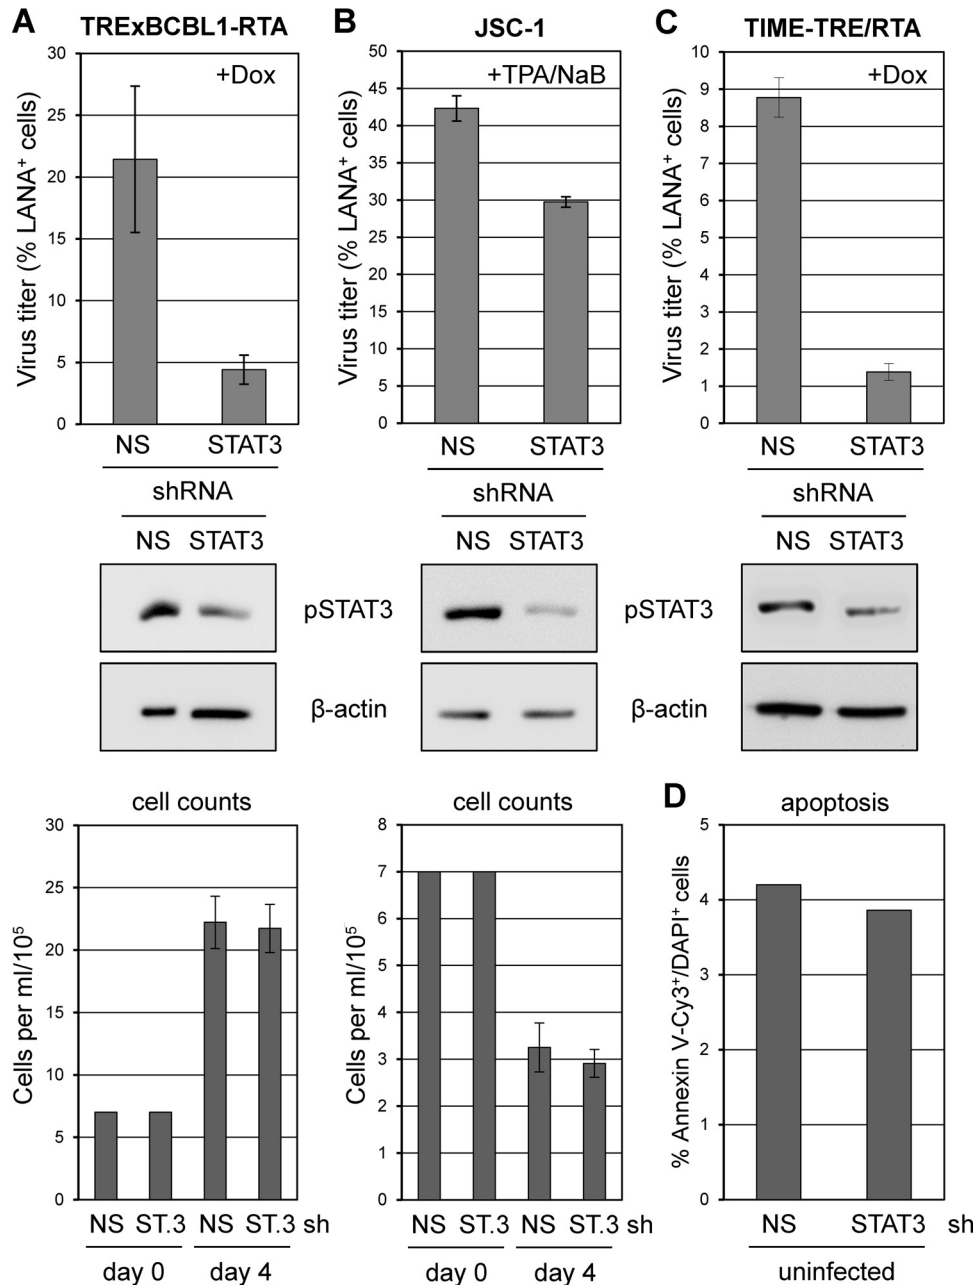 A TRExBCBL1-RTA
Virus titer (% LANA⁺ cells)
30
25
20
15
10
5
0
+Dox
NS STAT3
shRNA
B JSC-1
Virus titer (% LANA⁺ cells)
50
45
40
35
30
25
20
15
10
5
0
+TPA/NaB
NS STAT3
shRNA
C TIME-TRE/RTA
Virus titer (% LANA⁺ cells)
10
9
8
7
6
5
4
3
2
1
0
+Dox
NS STAT3
shRNA
NS STAT3
NS STAT3
NS STAT3
pSTAT3
pSTAT3
β-actin
β-actin
cell counts
Cells per ml/10⁵
30
25
20
15
10
5
0
NS ST.3 NS ST.3 sh
day 0 day 4
cell counts
Cells per ml/10⁵
8
7
6
5
4
3
2
1
0
NS ST.3 NS ST.3 sh
day 0 day 4
D apoptosis
% Annexin V-Cy3⁺/DAPI⁺ cells
5
4
3
2
1
0
NS STAT3 sh
uninfected